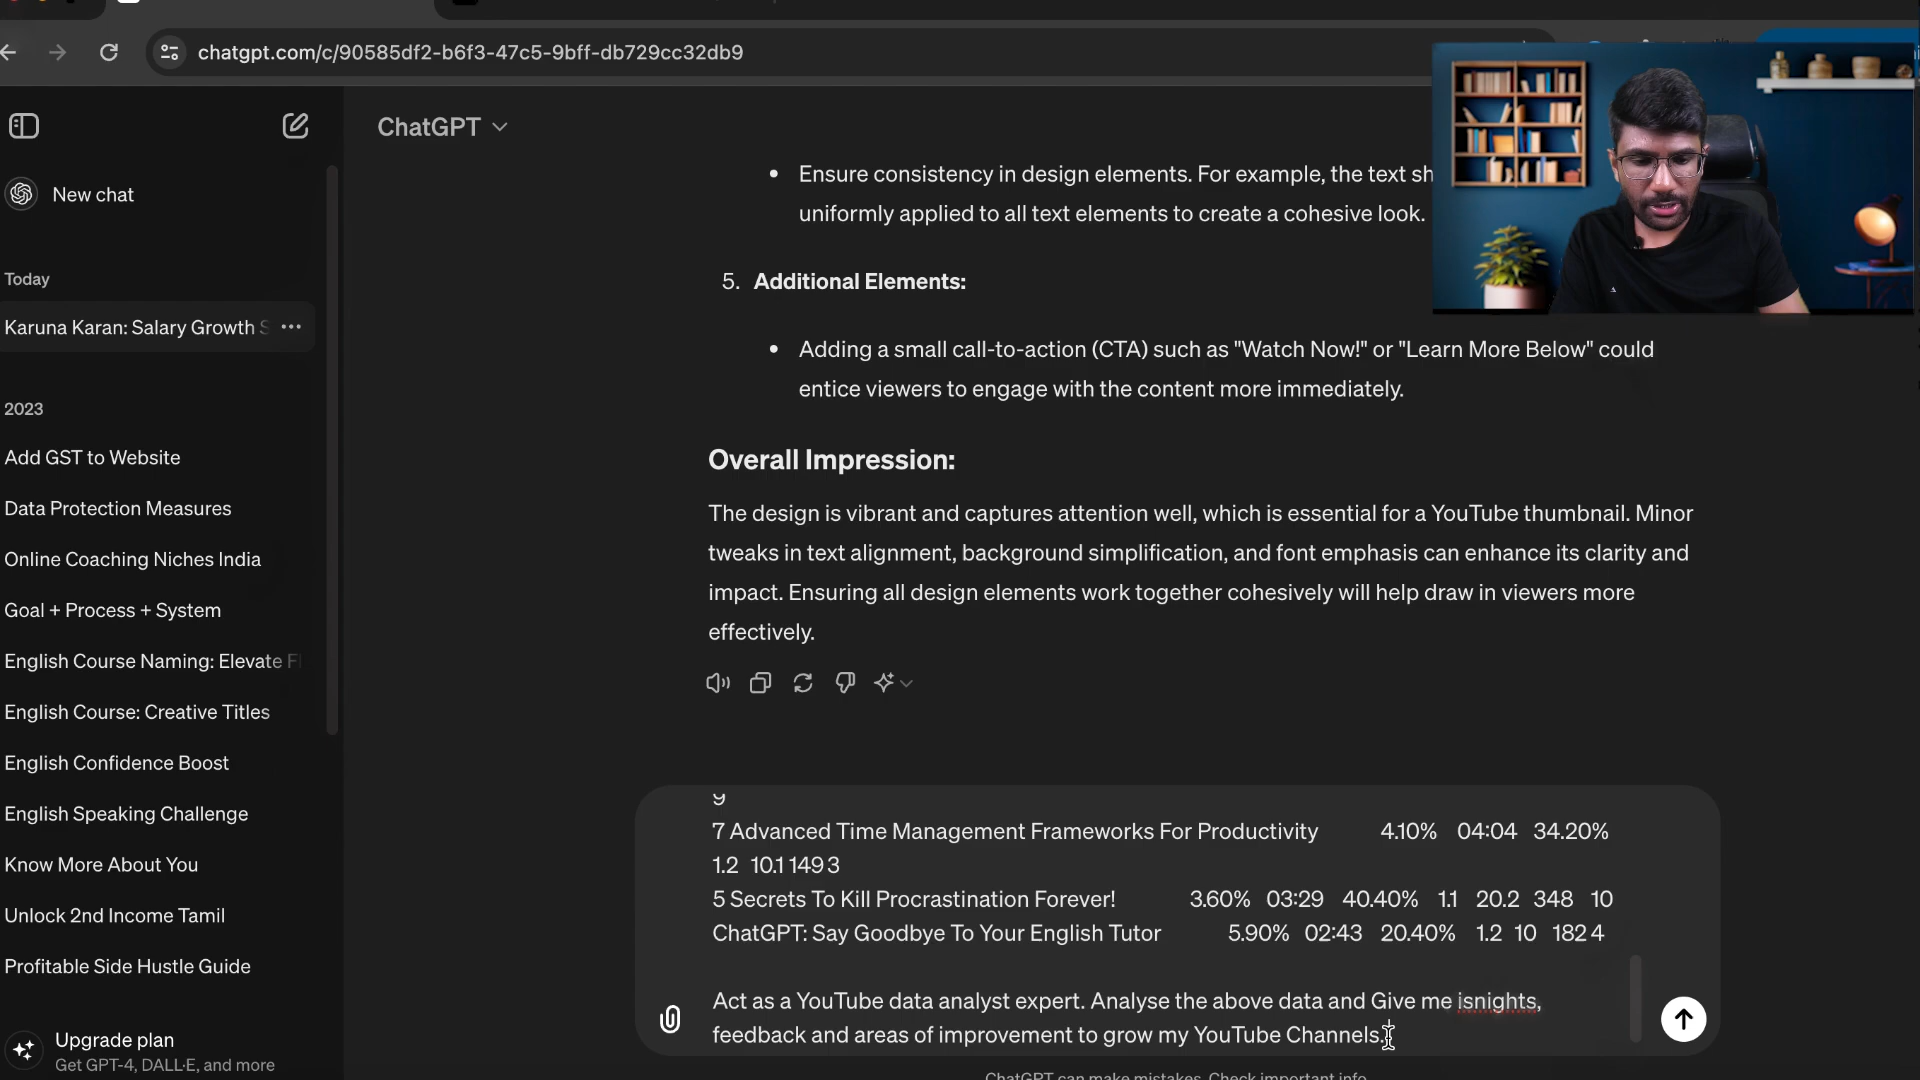 chatgpt.com/c/90585df2-b6f3-47c5-9bff-db729cc32db9
ChatGPT
New chat
Today
Karuna Karan: Salary Growth S
2023
Add GST to Website
Data Protection Measures
Online Coaching Niches India
Goal + Process + System
English Course Naming: Elevate Fl
English Course: Creative Titles
English Confidence Boost
English Speaking Challenge
Know More About You
Unlock 2nd Income Tamil
Profitable Side Hustle Guide
Upgrade plan
Get GPT-4, DALL·E, and more
Ensure consistency in design elements. For example, the text sh
uniformly applied to all text elements to create a cohesive look.
5. Additional Elements:
Adding a small call-to-action (CTA) such as "Watch Now!" or "Learn More Below" could
entice viewers to engage with the content more immediately.
Overall Impression:
The design is vibrant and captures attention well, which is essential for a YouTube thumbnail. Minor
tweaks in text alignment, background simplification, and font emphasis can enhance its clarity and
impact. Ensuring all design elements work together cohesively will help draw in viewers more
effectively.
9
7 Advanced Time Management Frameworks For Productivity 4.10% 04:04 34.20%
1.2 10.1 149 3
5 Secrets To Kill Procrastination Forever! 3.60% 03:29 40.40% 1.1 20.2 348 10
ChatGPT: Say Goodbye To Your English Tutor 5.90% 02:43 20.40% 1.2 10 182 4
Act as a YouTube data analyst expert. Analyse the above data and Give me isnights,
feedback and areas of improvement to grow my YouTube Channels.
ChatGPT can make mistakes. Check important info.